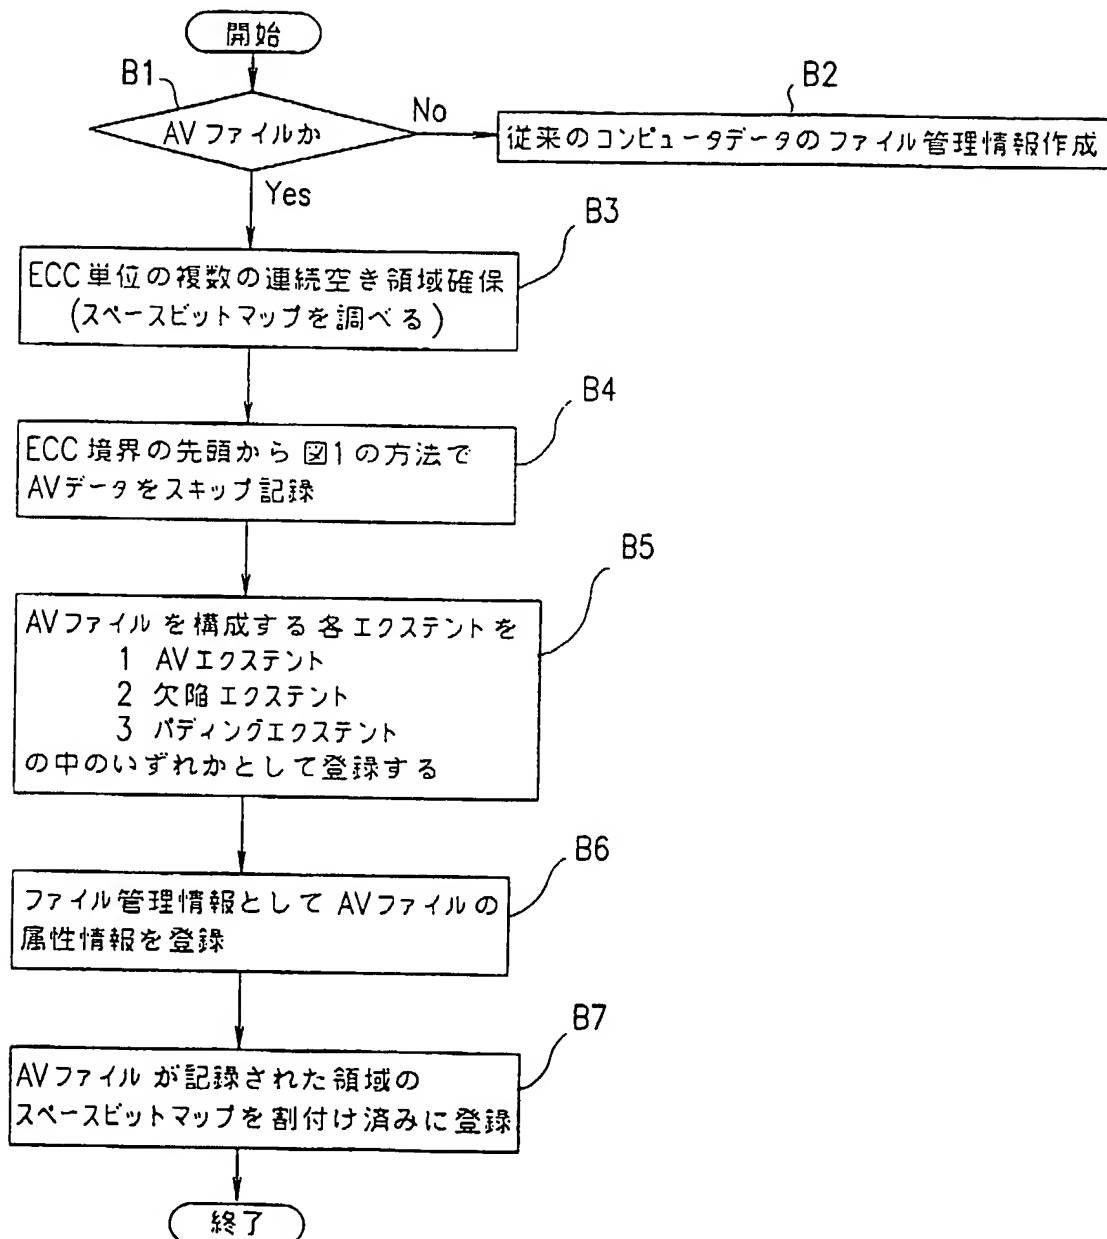 開始
B1
AVファイルか
No
B2
従来のコンピュータデータのファイル管理情報作成
Yes
B3
ECC単位の複数の連続空き領域確保
(スペースビットマップを調べる)
B4
ECC境界の先頭から図1の方法で
AVデータをスキップ記録
B5
AVファイルを構成する各エクステントを
1 AVエクステント
2 欠陥エクステント
3 パディングエクステント
の中のいずれかとして登録する
B6
ファイル管理情報としてAVファイルの
属性情報を登録
B7
AVファイルが記録された領域の
スペースビットマップを割付け済みに登録
終了